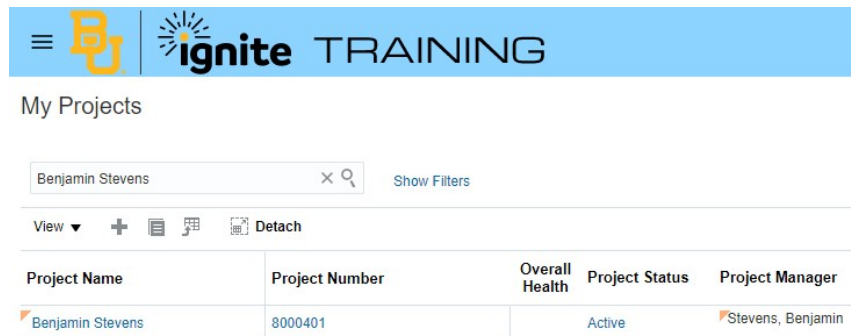 BU ignite TRAINING
My Projects
Benjamin Stevens
Show Filters
View Detach
Project Name Project Number Overall Health Project Status Project Manager
Benjamin Stevens 8000401 Active Stevens, Benjamin